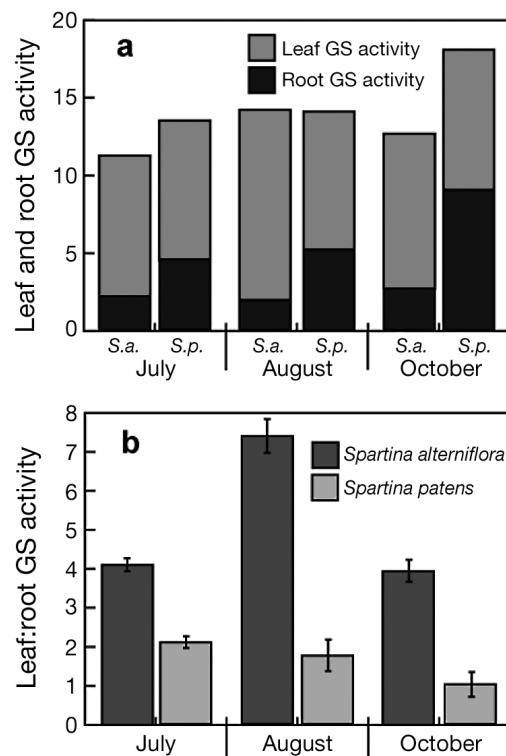 a
Leaf GS activity
Root GS activity
Leaf and root GS activity
20
15
10
5
0
S.a. S.p. S.a. S.p. S.a. S.p.
July August October
b
Spartina alterniflora
Spartina patens
Leaf:root GS activity
8
7
6
5
4
3
2
1
0
July August October